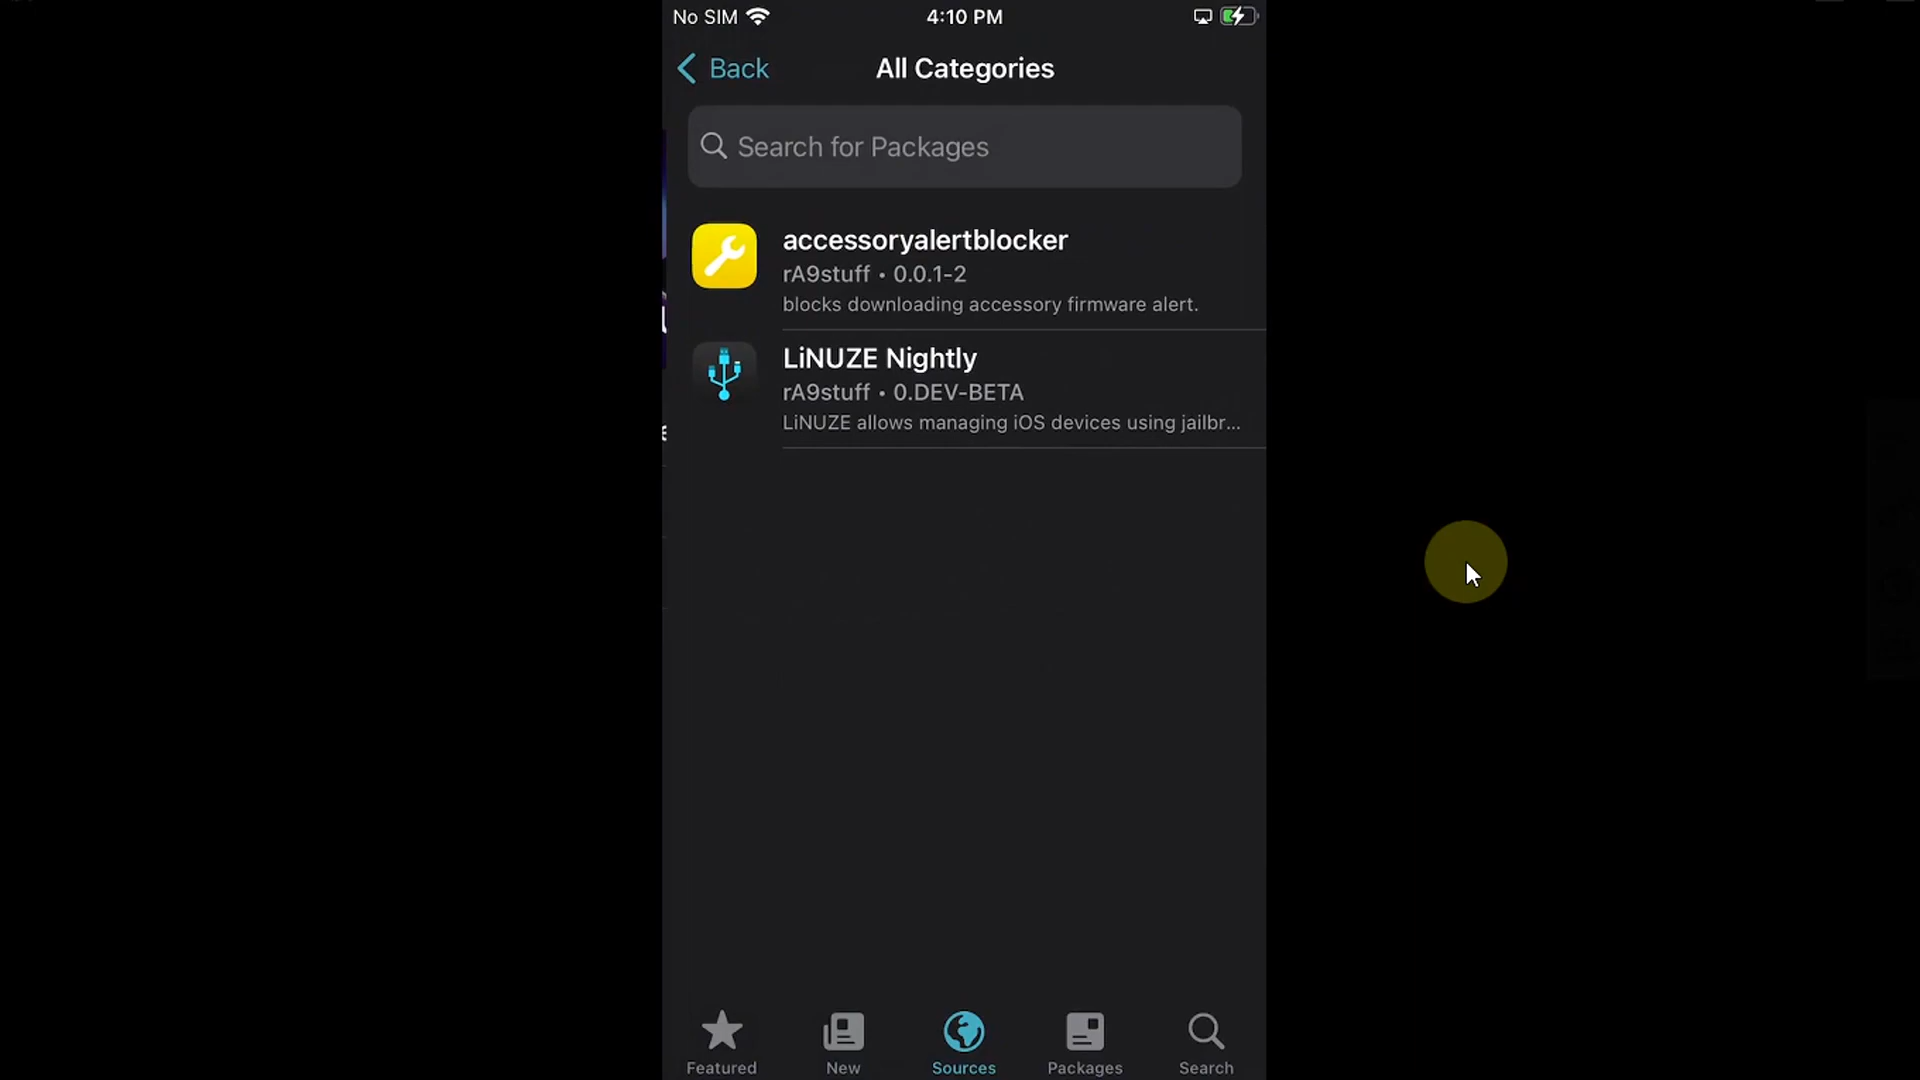 No SIM 4:10 PM
Back All Categories
Search for Packages
accessoryalertblocker
rA9stuff • 0.0.1-2
blocks downloading accessory firmware alert.
LiNUZE Nightly
rA9stuff • 0.DEV-BETA
LiNUZE allows managing iOS devices using jailbr...
Featured New Sources Packages Search